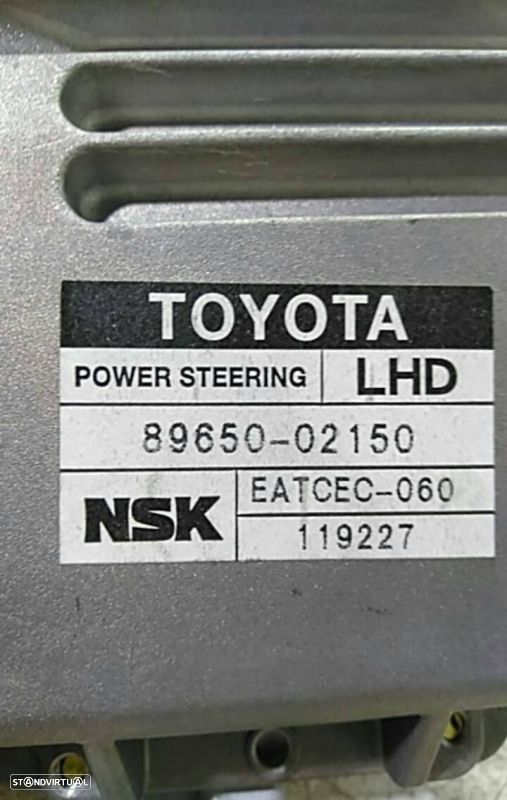 TOYOTA
POWER STEERING LHD
89650-02150
NSK EATCEC-060
119227
STANDVIRTUAL